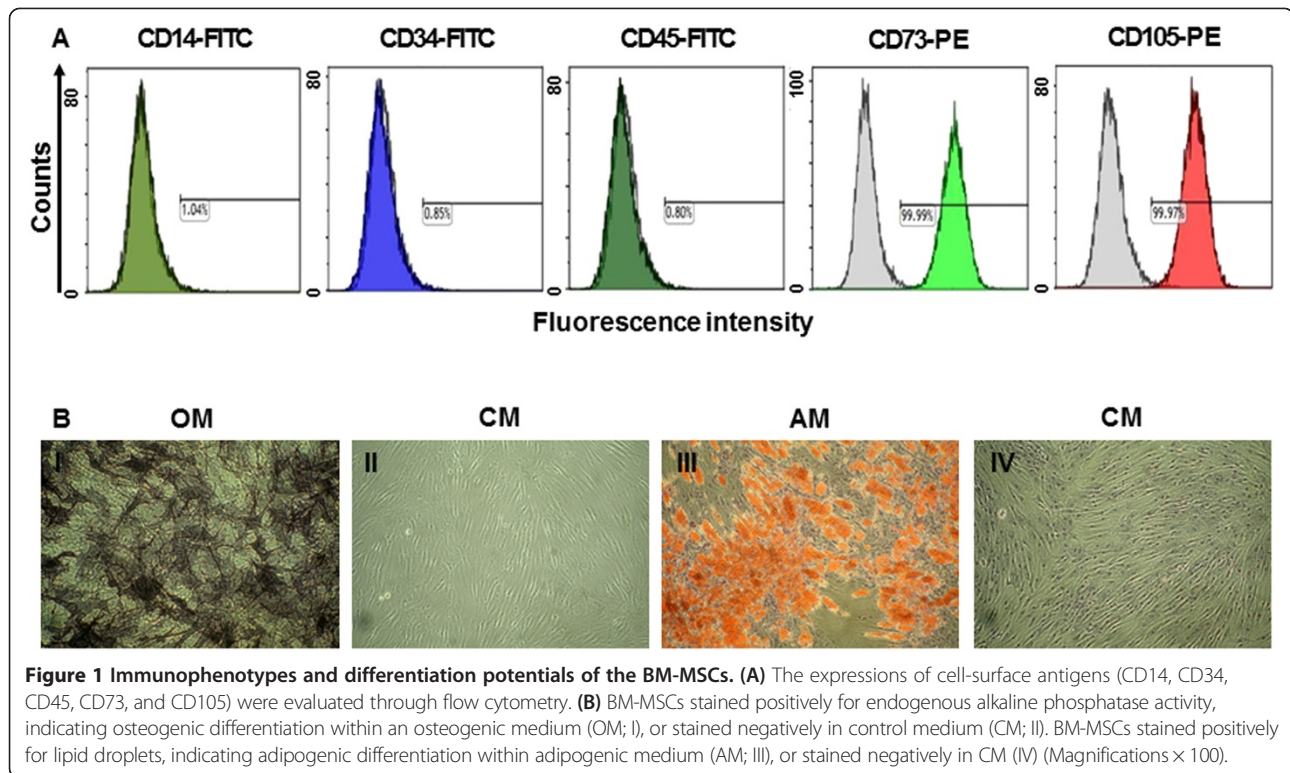 A
CD14-FITC CD34-FITC CD45-FITC CD73-PE CD105-PE
Counts
80 80 80 100 80
1.04% 0.85% 0.80% 99.99% 99.97%
0 0 0 0 0
Fluorescence intensity
B OM CM AM CM
I II III IV
Figure 1 Immunophenotypes and differentiation potentials of the BM-MSCs. (A) The expressions of cell-surface antigens (CD14, CD34,
CD45, CD73, and CD105) were evaluated through flow cytometry. (B) BM-MSCs stained positively for endogenous alkaline phosphatase activity,
indicating osteogenic differentiation within an osteogenic medium (OM; I), or stained negatively in control medium (CM; II). BM-MSCs stained positively
for lipid droplets, indicating adipogenic differentiation within adipogenic medium (AM; III), or stained negatively in CM (IV) (Magnifications × 100).